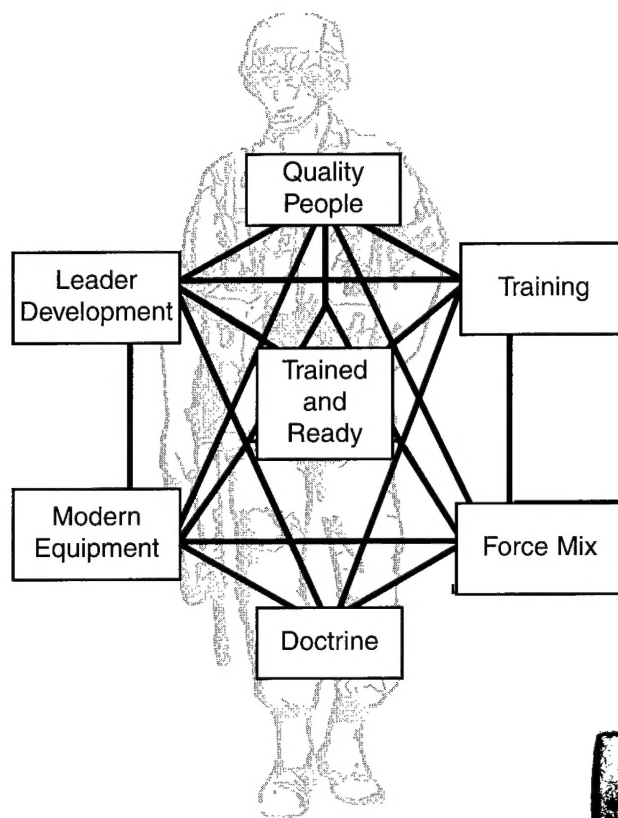 Quality
People
Leader
Development
Training
Trained
and
Ready
Modern
Equipment
Force Mix
Doctrine